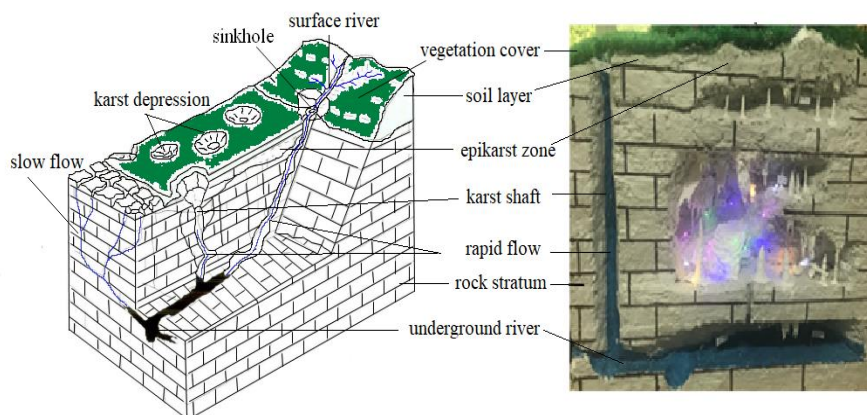 surface river
sinkhole
vegetation cover
soil layer
karst depression
epikarst zone
slow flow
karst shaft
rapid flow
rock stratum
underground river